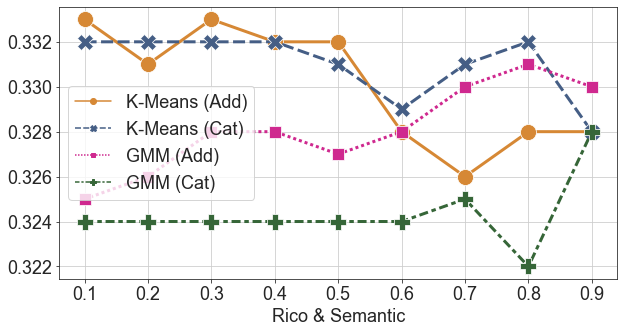 0.332
0.330
0.328
0.326
0.324
0.322
K-Means (Add)
K-Means (Cat)
GMM (Add)
GMM (Cat)
0.1 0.2 0.3 0.4 0.5 0.6 0.7 0.8 0.9
Rico & Semantic